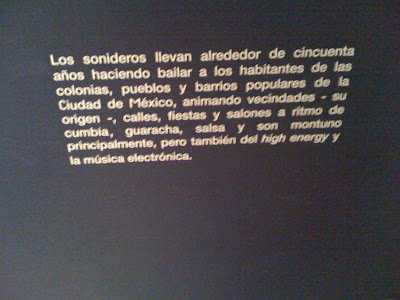 Los sonideros llevan alrededor de cincuenta
años haciendo bailar a los habitantes de las
colonias, pueblos y barrios populares de la
Ciudad de México, animando vecindades - su
origen -, calles, fiestas y salones a ritmo de
cumbia, guaracha, salsa y son montuno
principalmente, pero también del high energy y
la música electrónica.